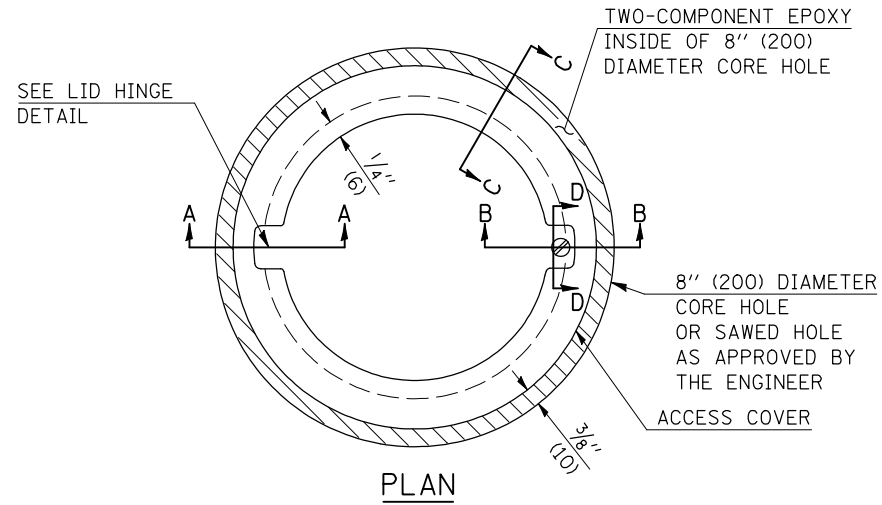 TWO-COMPONENT EPOXY
INSIDE OF 8" (200)
DIAMETER CORE HOLE
SEE LID HINGE
DETAIL
C
C
1/4"
(6)
A
A
B
B
D
D
8" (200) DIAMETER
CORE HOLE
OR SAWED HOLE
AS APPROVED BY
THE ENGINEER
ACCESS COVER
3/8"
(10)
PLAN